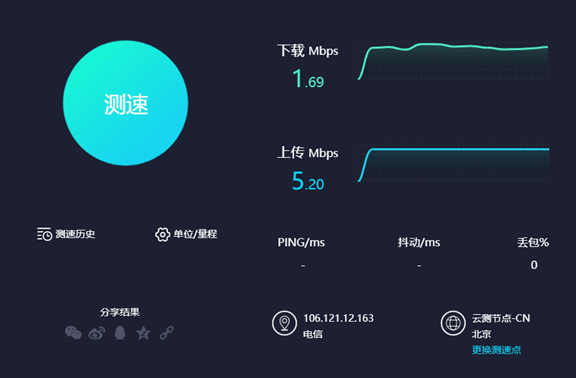 测速
测速历史
单位/量程
分享结果
下载 Mbps
1.69
上传 Mbps
5.20
PING/ms
抖动/ms
丢包%
-
-
0
106.121.12.163
电信
云测节点-CN
北京
更换测速点